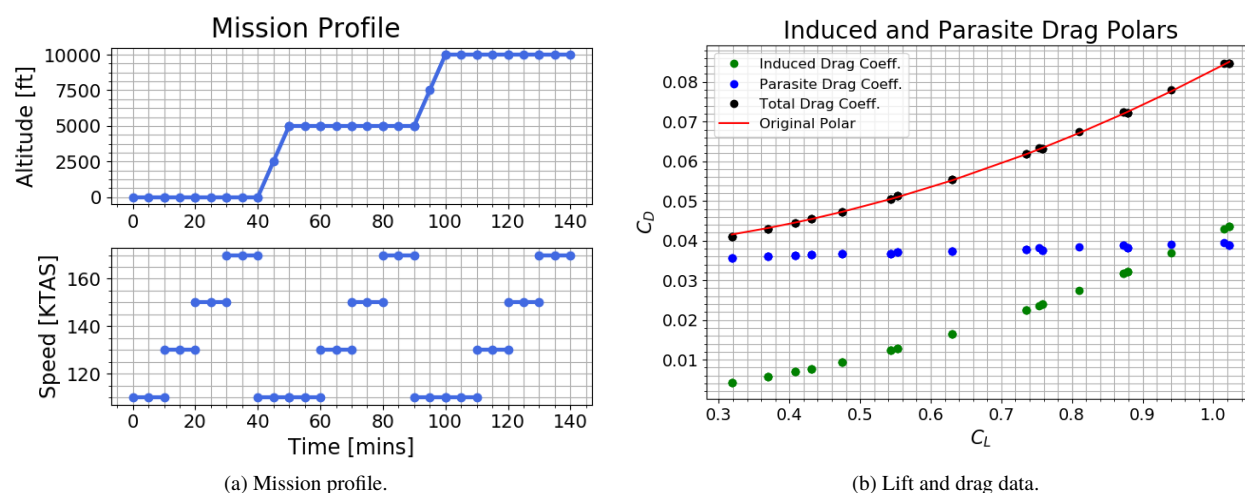 Mission Profile
Altitude [ft]
10000
7500
5000
2500
0
0 20 40 60 80 100 120 140
Speed [KTAS]
160
140
120
0 20 40 60 80 100 120 140
Time [mins]
(a) Mission profile.
Induced and Parasite Drag Polars
Induced Drag Coeff.
Parasite Drag Coeff.
Total Drag Coeff.
Original Polar
C_D
0.08
0.07
0.06
0.05
0.04
0.03
0.02
0.01
0.3 0.4 0.5 0.6 0.7 0.8 0.9 1.0
C_L
(b) Lift and drag data.